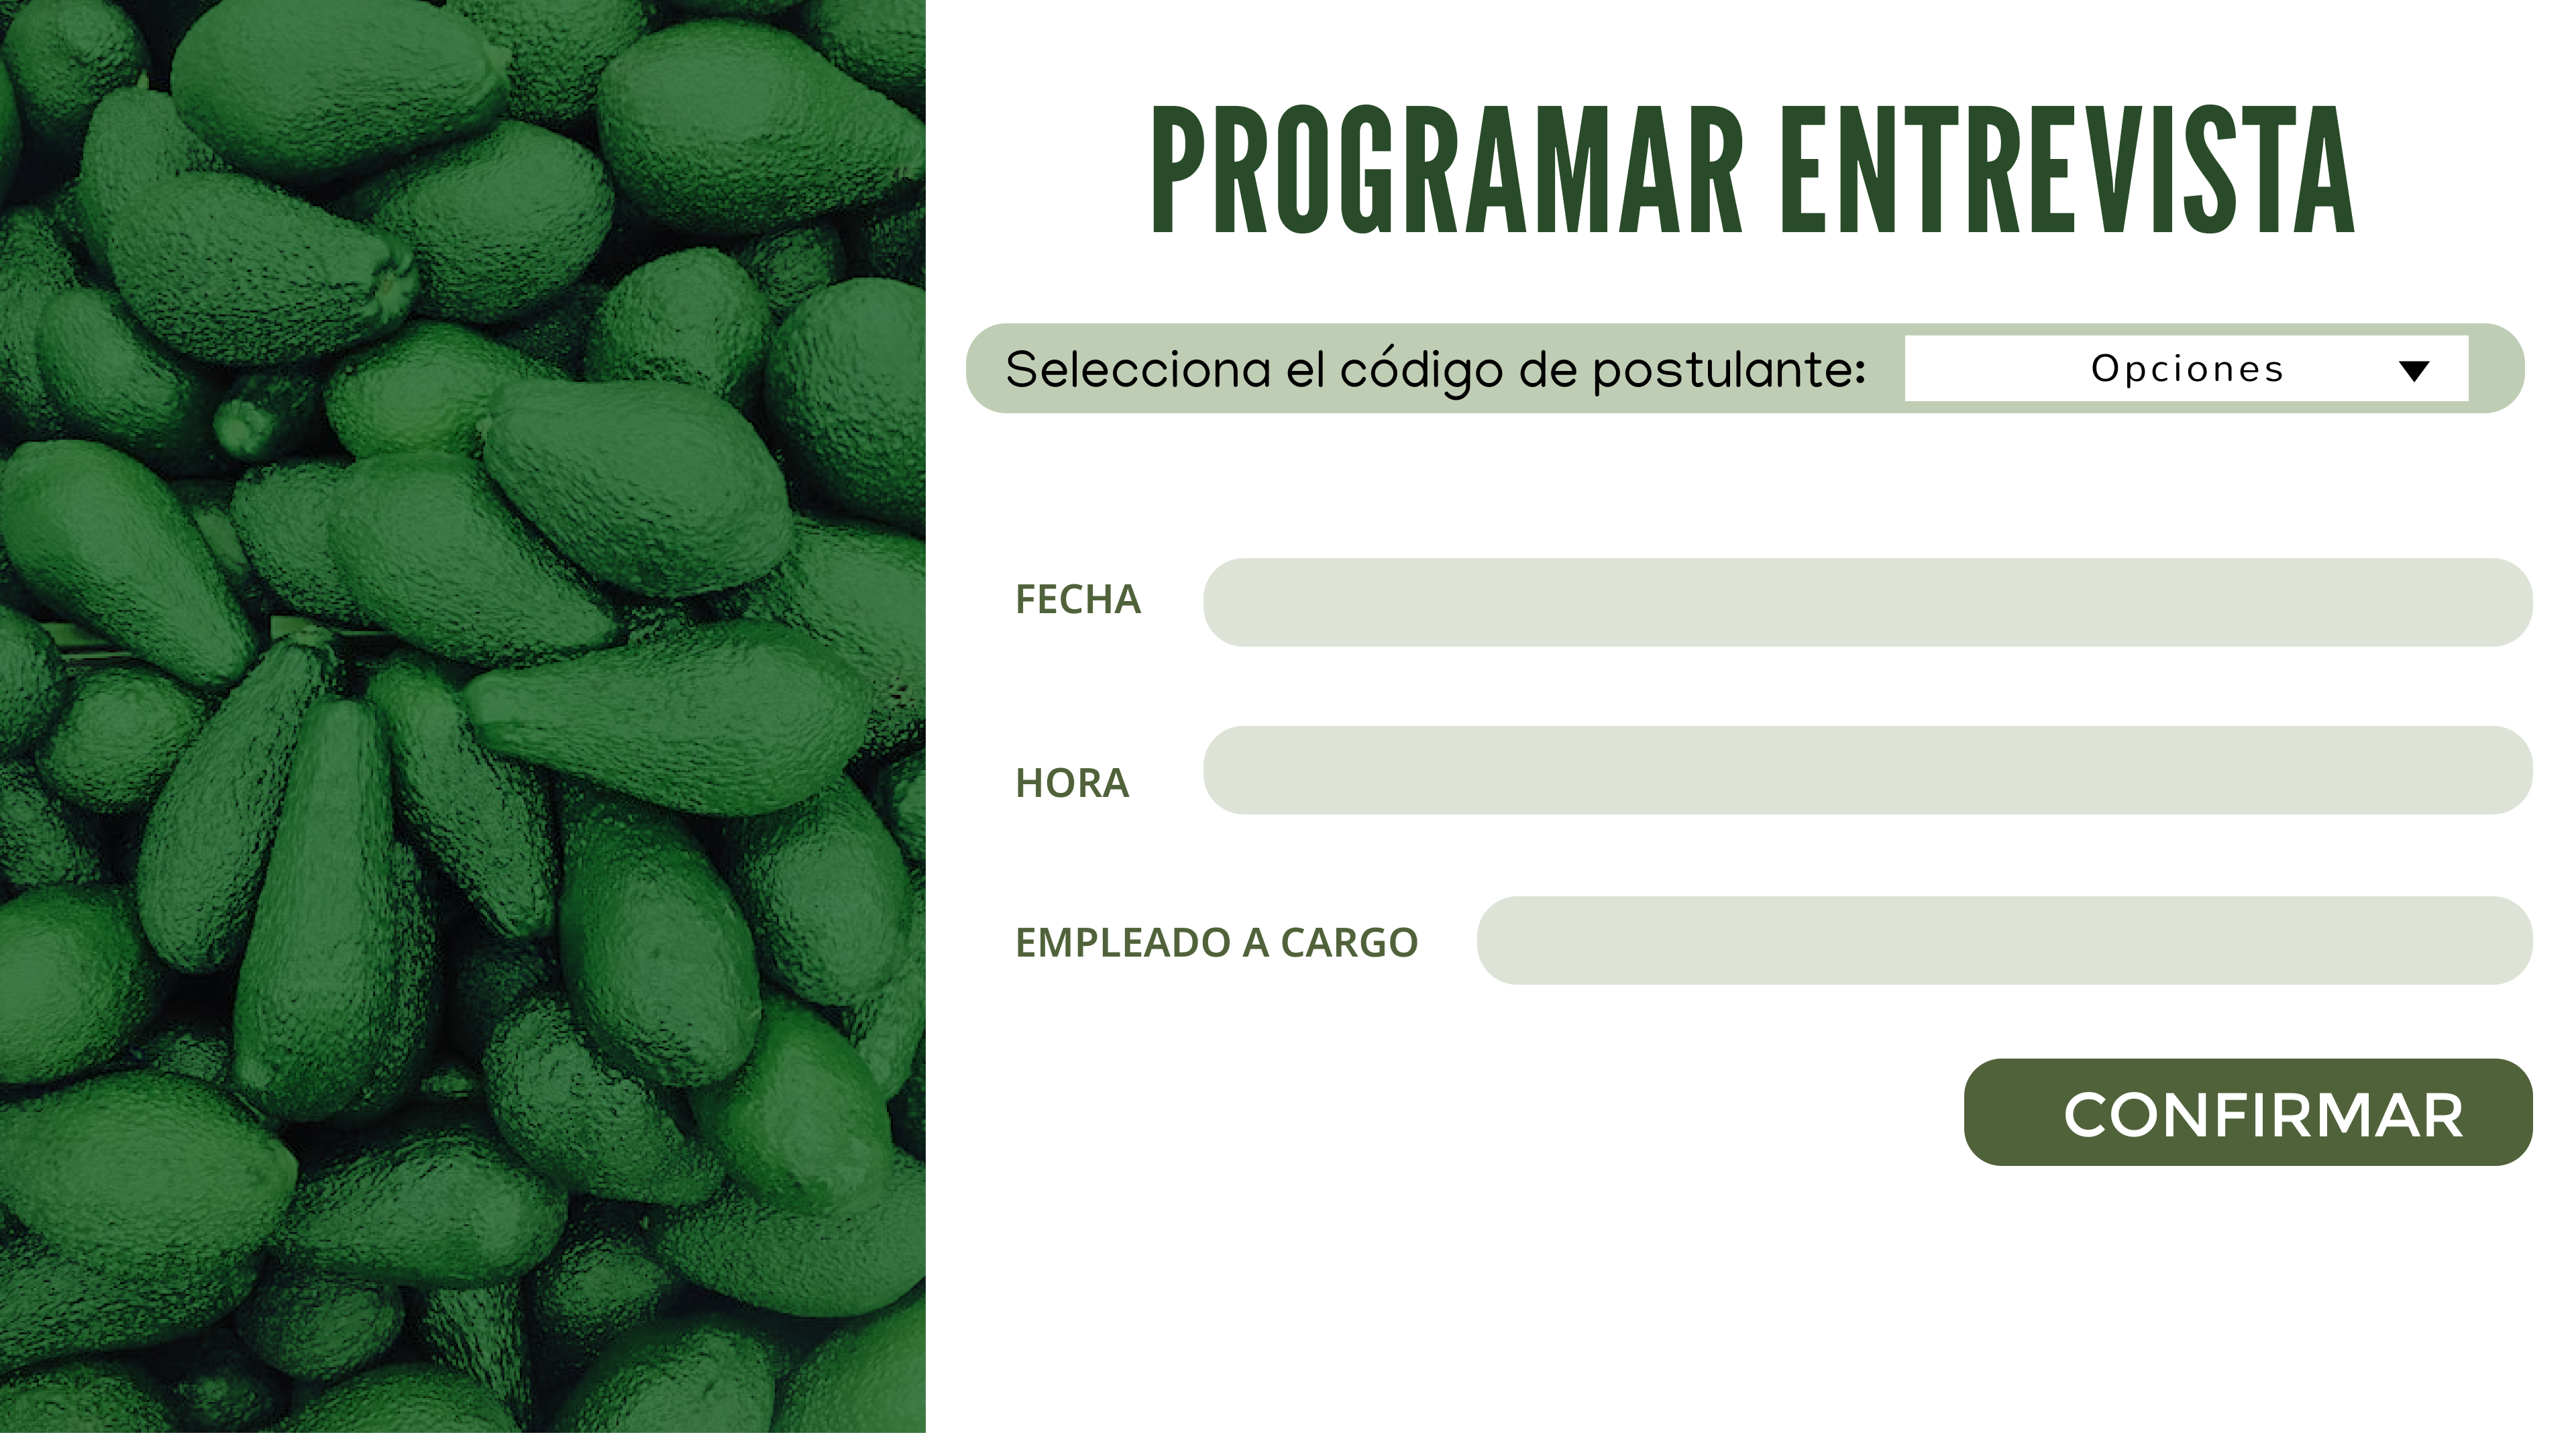 PROGRAMAR ENTREVISTA
Selecciona el código de postulante: Opciones
FECHA
HORA
EMPLEADO A CARGO
CONFIRMAR